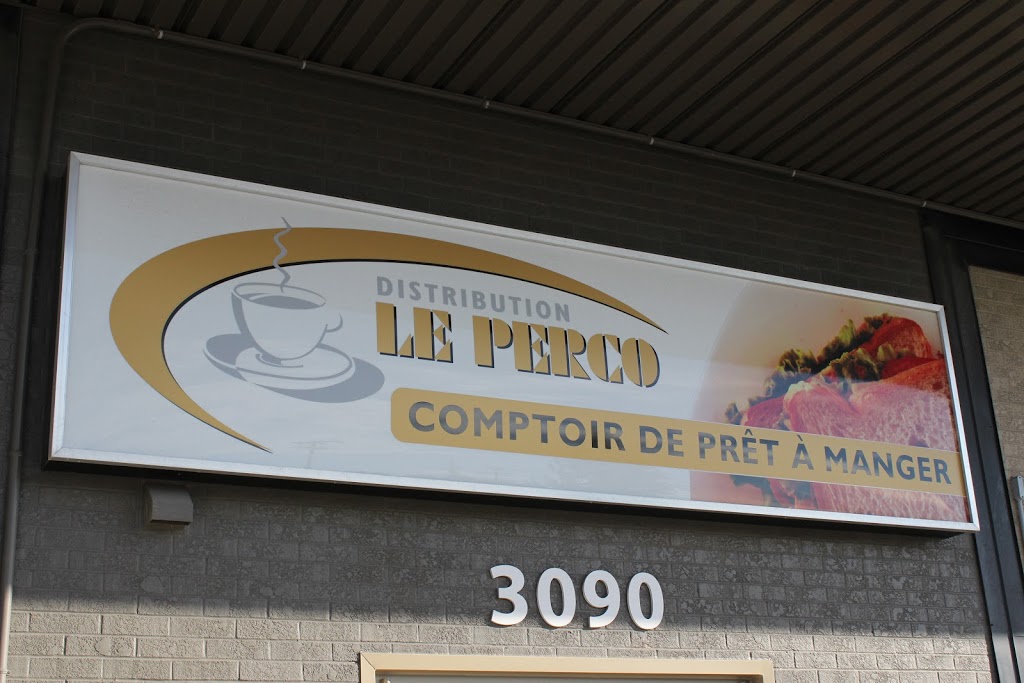 DISTRIBUTION
LE PERCO
COMPTOIR DE PRÊT À MANGER
3090